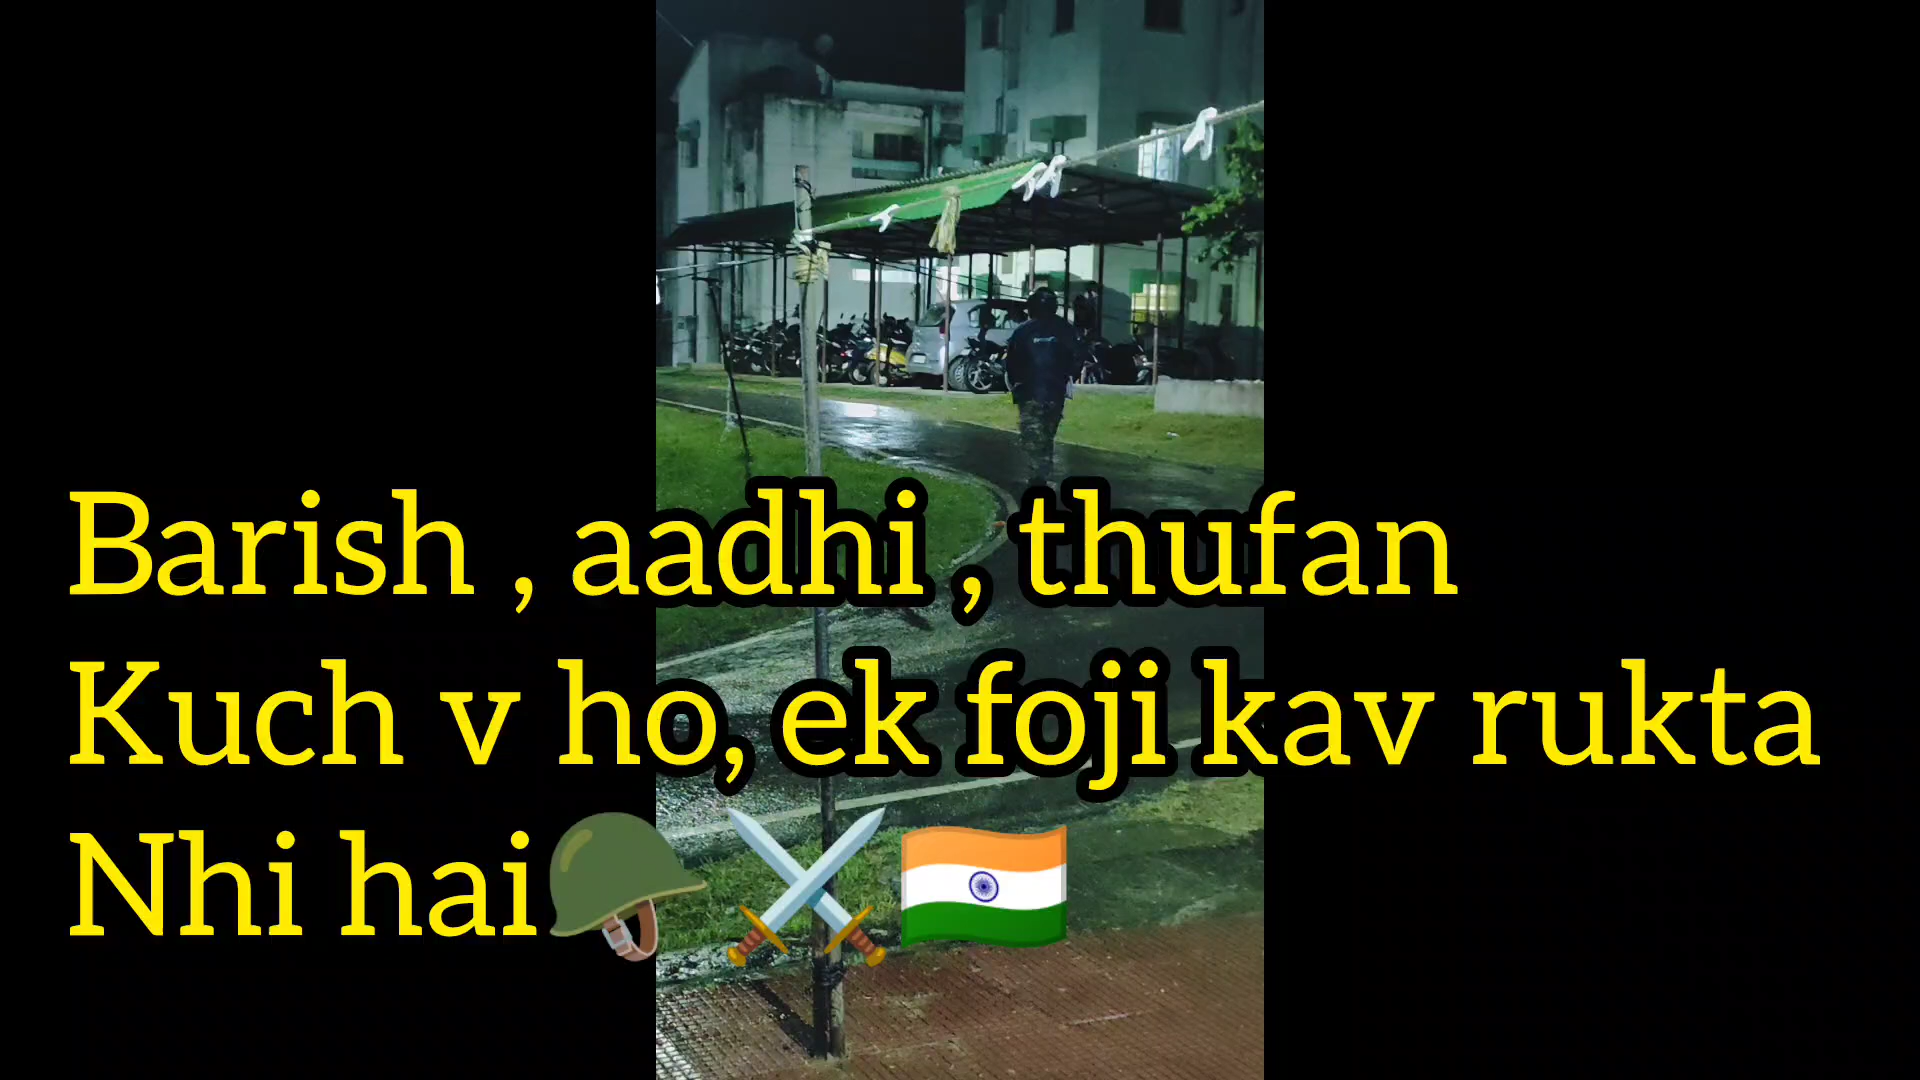 Barish , aadhi , thufan
Kuch v ho, ek foji kav rukta
Nhi hai🪖⚔️🇮🇳